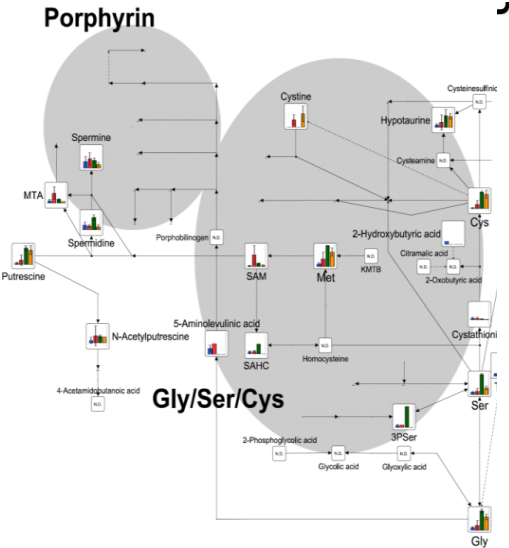 Porphyrin
Cysteinesulfinic
N.D.
Cystine
Hypotaurine
Spermine
Cysteamine
N.D.
MTA
Cys
Spermidine
Porphobilinogen
N.D.
2-Hydroxybutyric acid
Citramalic acid
N.D.
N.D.
2-Oxobutyric acid
Putrescine
SAM
Met
N.D.
KMTB
5-Aminolevulinic acid
N-Acetylputrescine
Cystathioni
SAHC
N.D.
Homocysteine
4-Acetamidobutanoic acid
N.D.
Gly/Ser/Cys
Ser
3PSer
2-Phosphoglycolic acid
N.D.
N.D.
N.D.
Glycolic acid
Glyoxylic acid
Gly